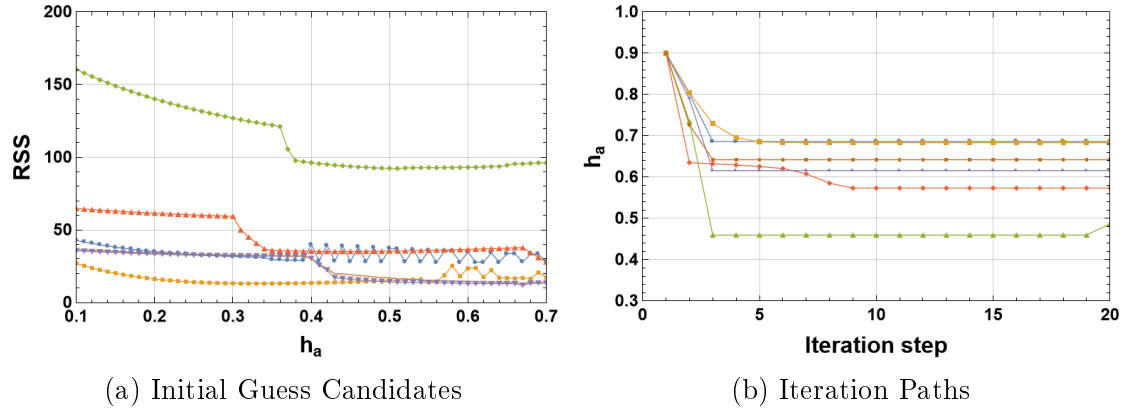 200
150
100
50
0
RSS
0.1 0.2 0.3 0.4 0.5 0.6 0.7
h_a
(a) Initial Guess Candidates
1.0
0.9
0.8
0.7
0.6
0.5
0.4
0.3
h_a
0 5 10 15 20
Iteration step
(b) Iteration Paths